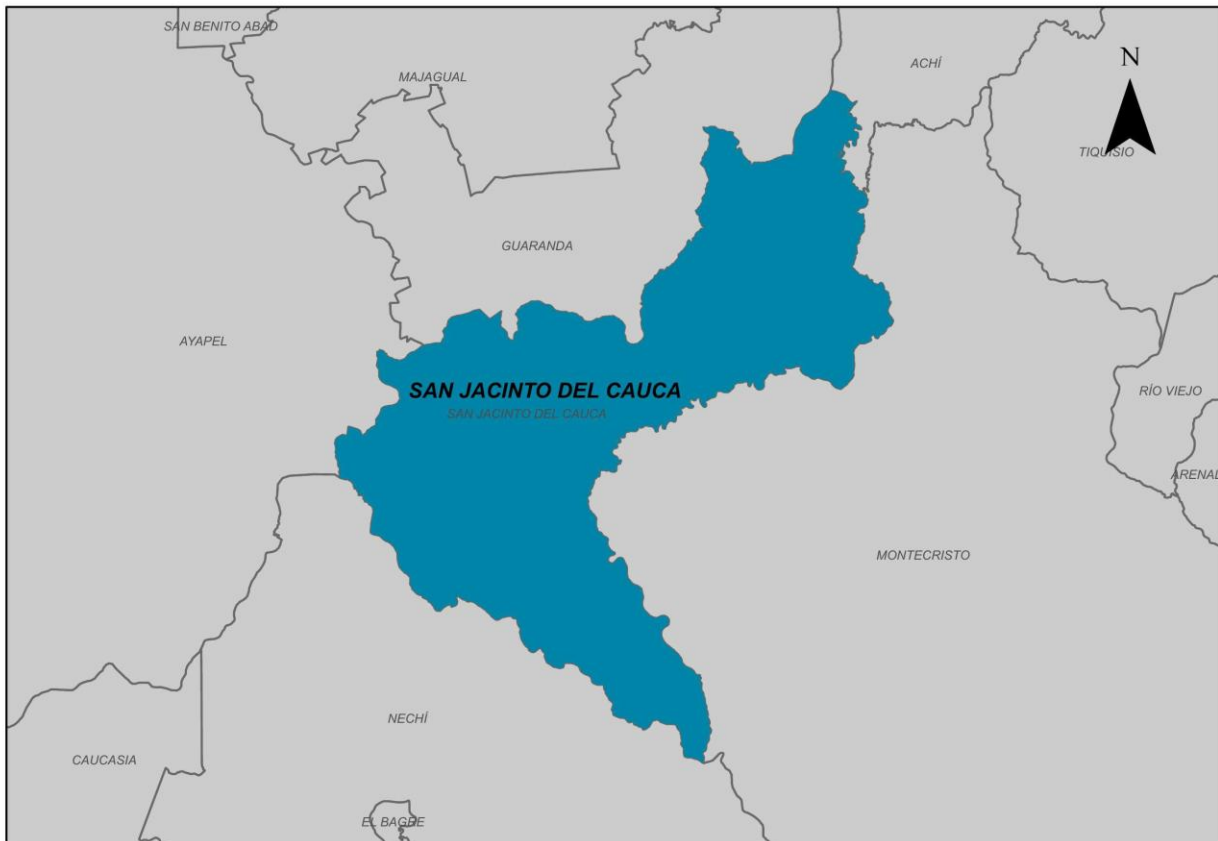 SAN BENITO ABAD
N
ACHÍ
MAJAGUAL
TIQUISIO
GUARANDA
AYAPEL
SAN JACINTO DEL CAUCA
RÍO VIEJO
SAN JACINTO DEL CAUCA
ARENAL
MONTECRISTO
NECHÍ
CAUCASIA
EL BAGRE